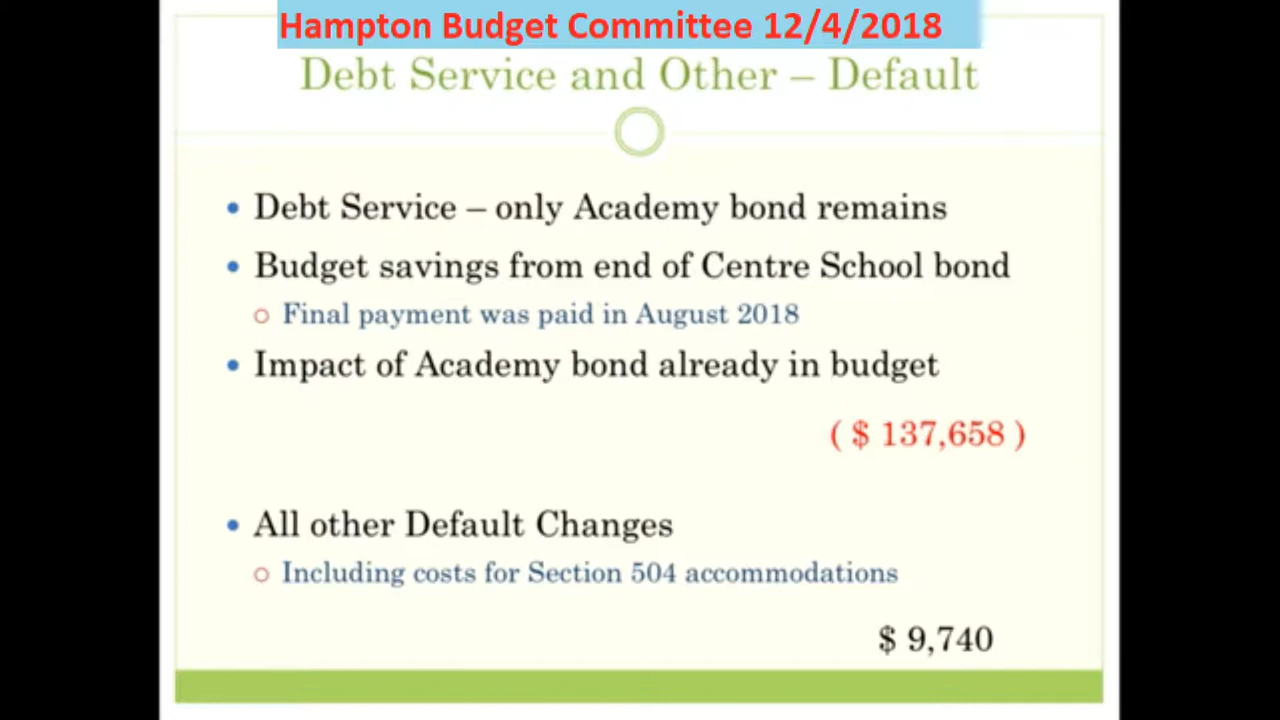 Hampton Budget Committee 12/4/2018
Debt Service and Other – Default
• Debt Service – only Academy bond remains
• Budget savings from end of Centre School bond
○ Final payment was paid in August 2018
• Impact of Academy bond already in budget
( $ 137,658 )
• All other Default Changes
○ Including costs for Section 504 accommodations
$ 9,740